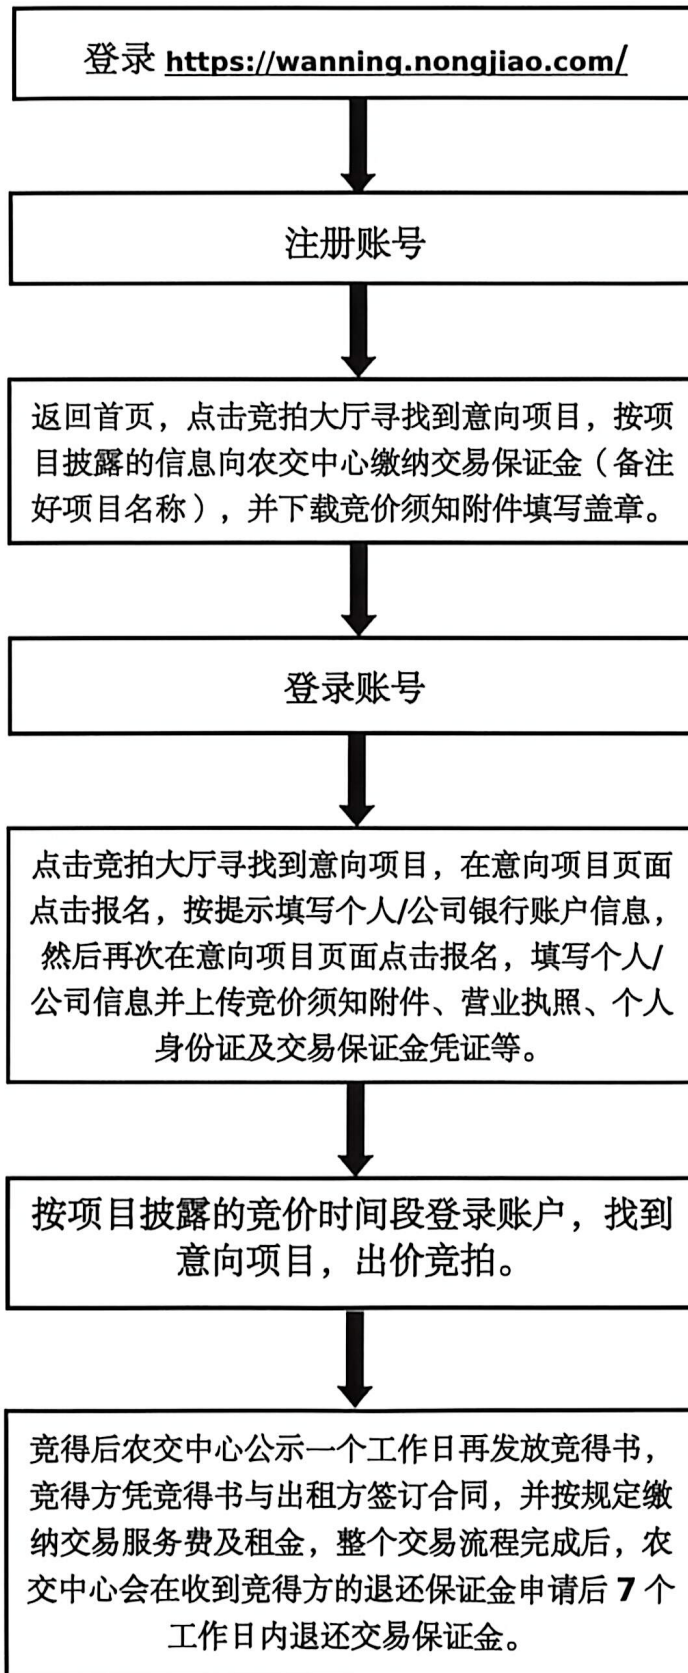 登录 https://wanning.nongjiao.com/
注册账号
返回首页，点击竞拍大厅寻找到意向项目，按项
目披露的信息向农交中心缴纳交易保证金（备注
好项目名称），并下载竞价须知附件填写盖章。
登录账号
点击竞拍大厅寻找到意向项目，在意向项目页面
点击报名，按提示填写个人/公司银行账户信息，
然后再次在意向项目页面点击报名，填写个人/
公司信息并上传竞价须知附件、营业执照、个人
身份证及交易保证金凭证等。
按项目披露的竞价时间段登录账户，找到
意向项目，出价竞拍。
竞得后农交中心公示一个工作日再发放竞得书，
竞得方凭竞得书与出租方签订合同，并按规定缴
纳交易服务费及租金，整个交易流程完成后，农
交中心会在收到竞得方的退还保证金申请后 7 个
工作日内退还交易保证金。